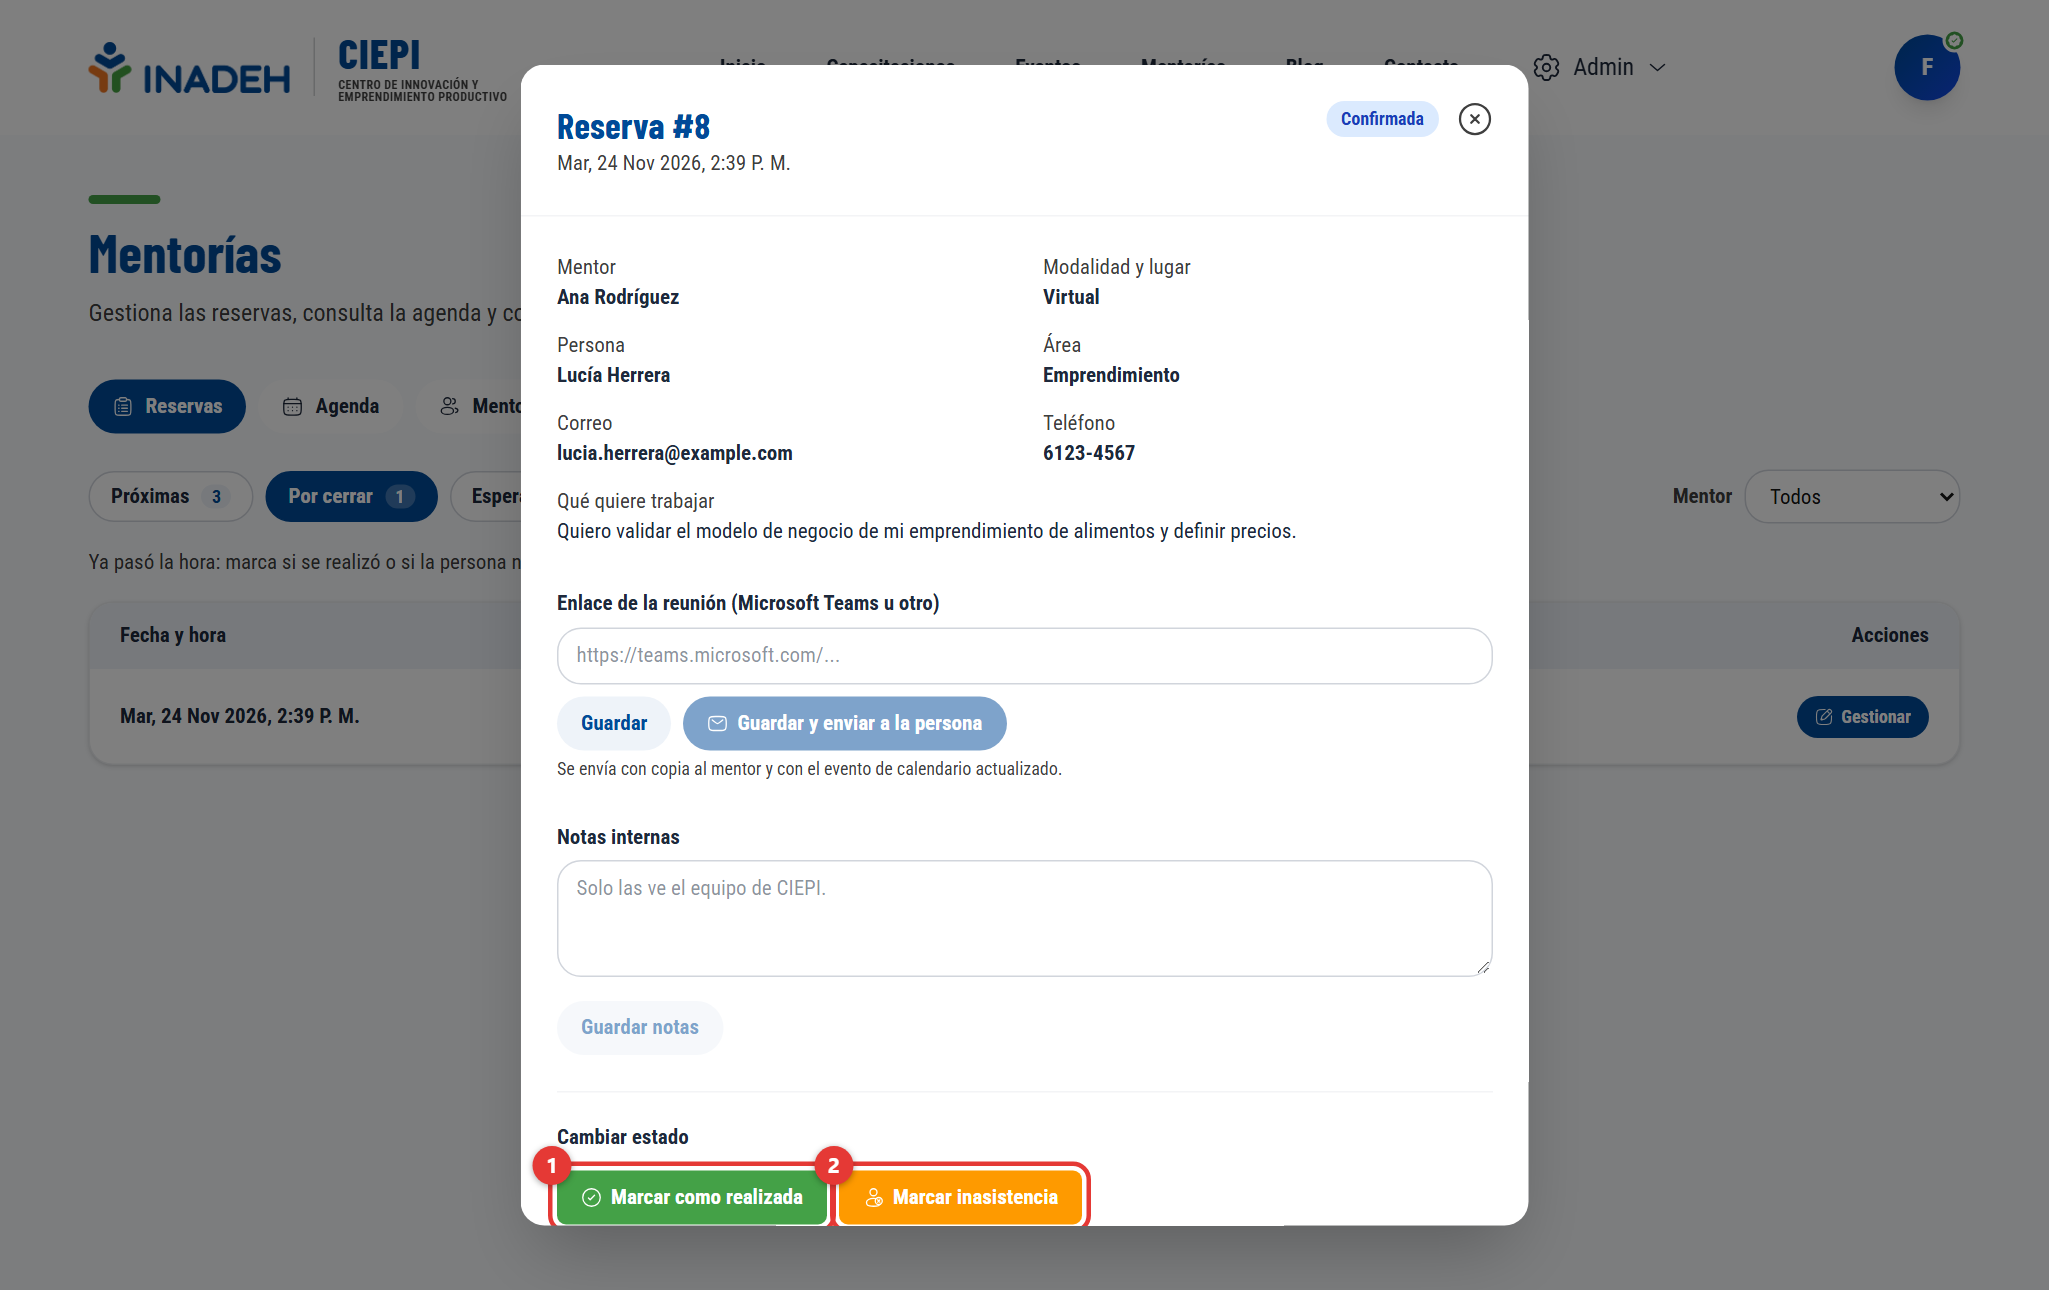 INADEH
CIEPI
CENTRO DE INNOVACIÓN Y
EMPRENDIMIENTO PRODUCTIVO
Inicio Capacitaciones Eventos Mentorías Blog Contacto
Admin
F
Mentorías
Gestiona las reservas, consulta la agenda y co
Reservas
Agenda
Mento
Próximas 3
Por cerrar 1
Espera
Mentor
Todos
Ya pasó la hora: marca si se realizó o si la persona n
Fecha y hora
Acciones
Mar, 24 Nov 2026, 2:39 P. M.
Gestionar
Reserva #8
Confirmada
Mar, 24 Nov 2026, 2:39 P. M.
Mentor
Ana Rodríguez
Modalidad y lugar
Virtual
Persona
Lucía Herrera
Área
Emprendimiento
Correo
lucia.herrera@example.com
Teléfono
6123-4567
Qué quiere trabajar
Quiero validar el modelo de negocio de mi emprendimiento de alimentos y definir precios.
Enlace de la reunión (Microsoft Teams u otro)
https://teams.microsoft.com/...
Guardar
Guardar y enviar a la persona
Se envía con copia al mentor y con el evento de calendario actualizado.
Notas internas
Solo las ve el equipo de CIEPI.
Guardar notas
Cambiar estado
1
Marcar como realizada
2
Marcar inasistencia